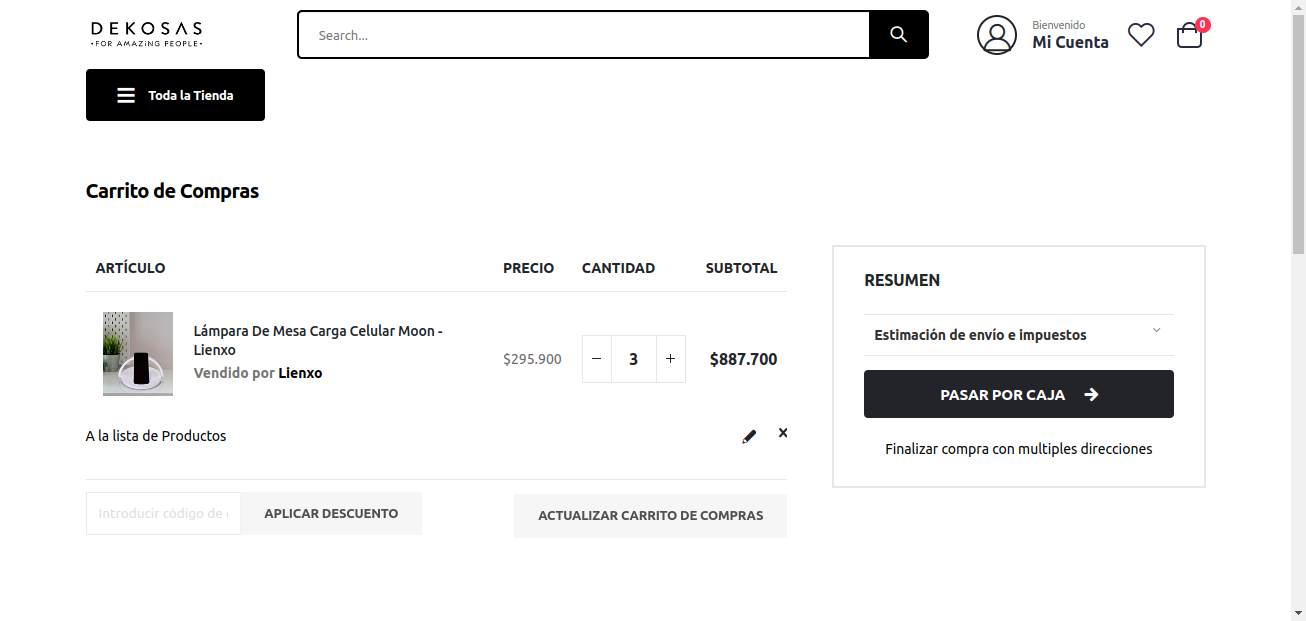 DEKOSAS
•FOR AMAZiNG PEOPLE•
Search...
Bienvenido
Mi Cuenta
0
Toda la Tienda
Carrito de Compras
ARTÍCULO PRECIO CANTIDAD SUBTOTAL
Lámpara De Mesa Carga Celular Moon -
Lienxo
Vendido por Lienxo
$295.900 − 3 + $887.700
A la lista de Productos
Introducir código de
APLICAR DESCUENTO
ACTUALIZAR CARRITO DE COMPRAS
RESUMEN
Estimación de envío e impuestos
PASAR POR CAJA
Finalizar compra con multiples direcciones